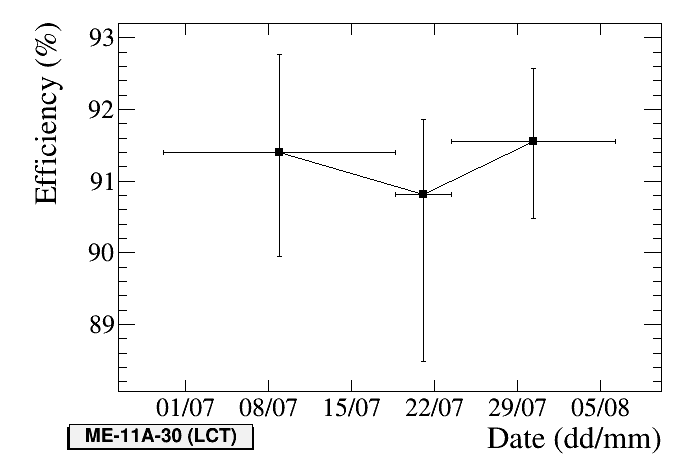 Efficiency (%)
93
92
91
90
89
01/07 08/07 15/07 22/07 29/07 05/08
ME-11A-30 (LCT)
Date (dd/mm)